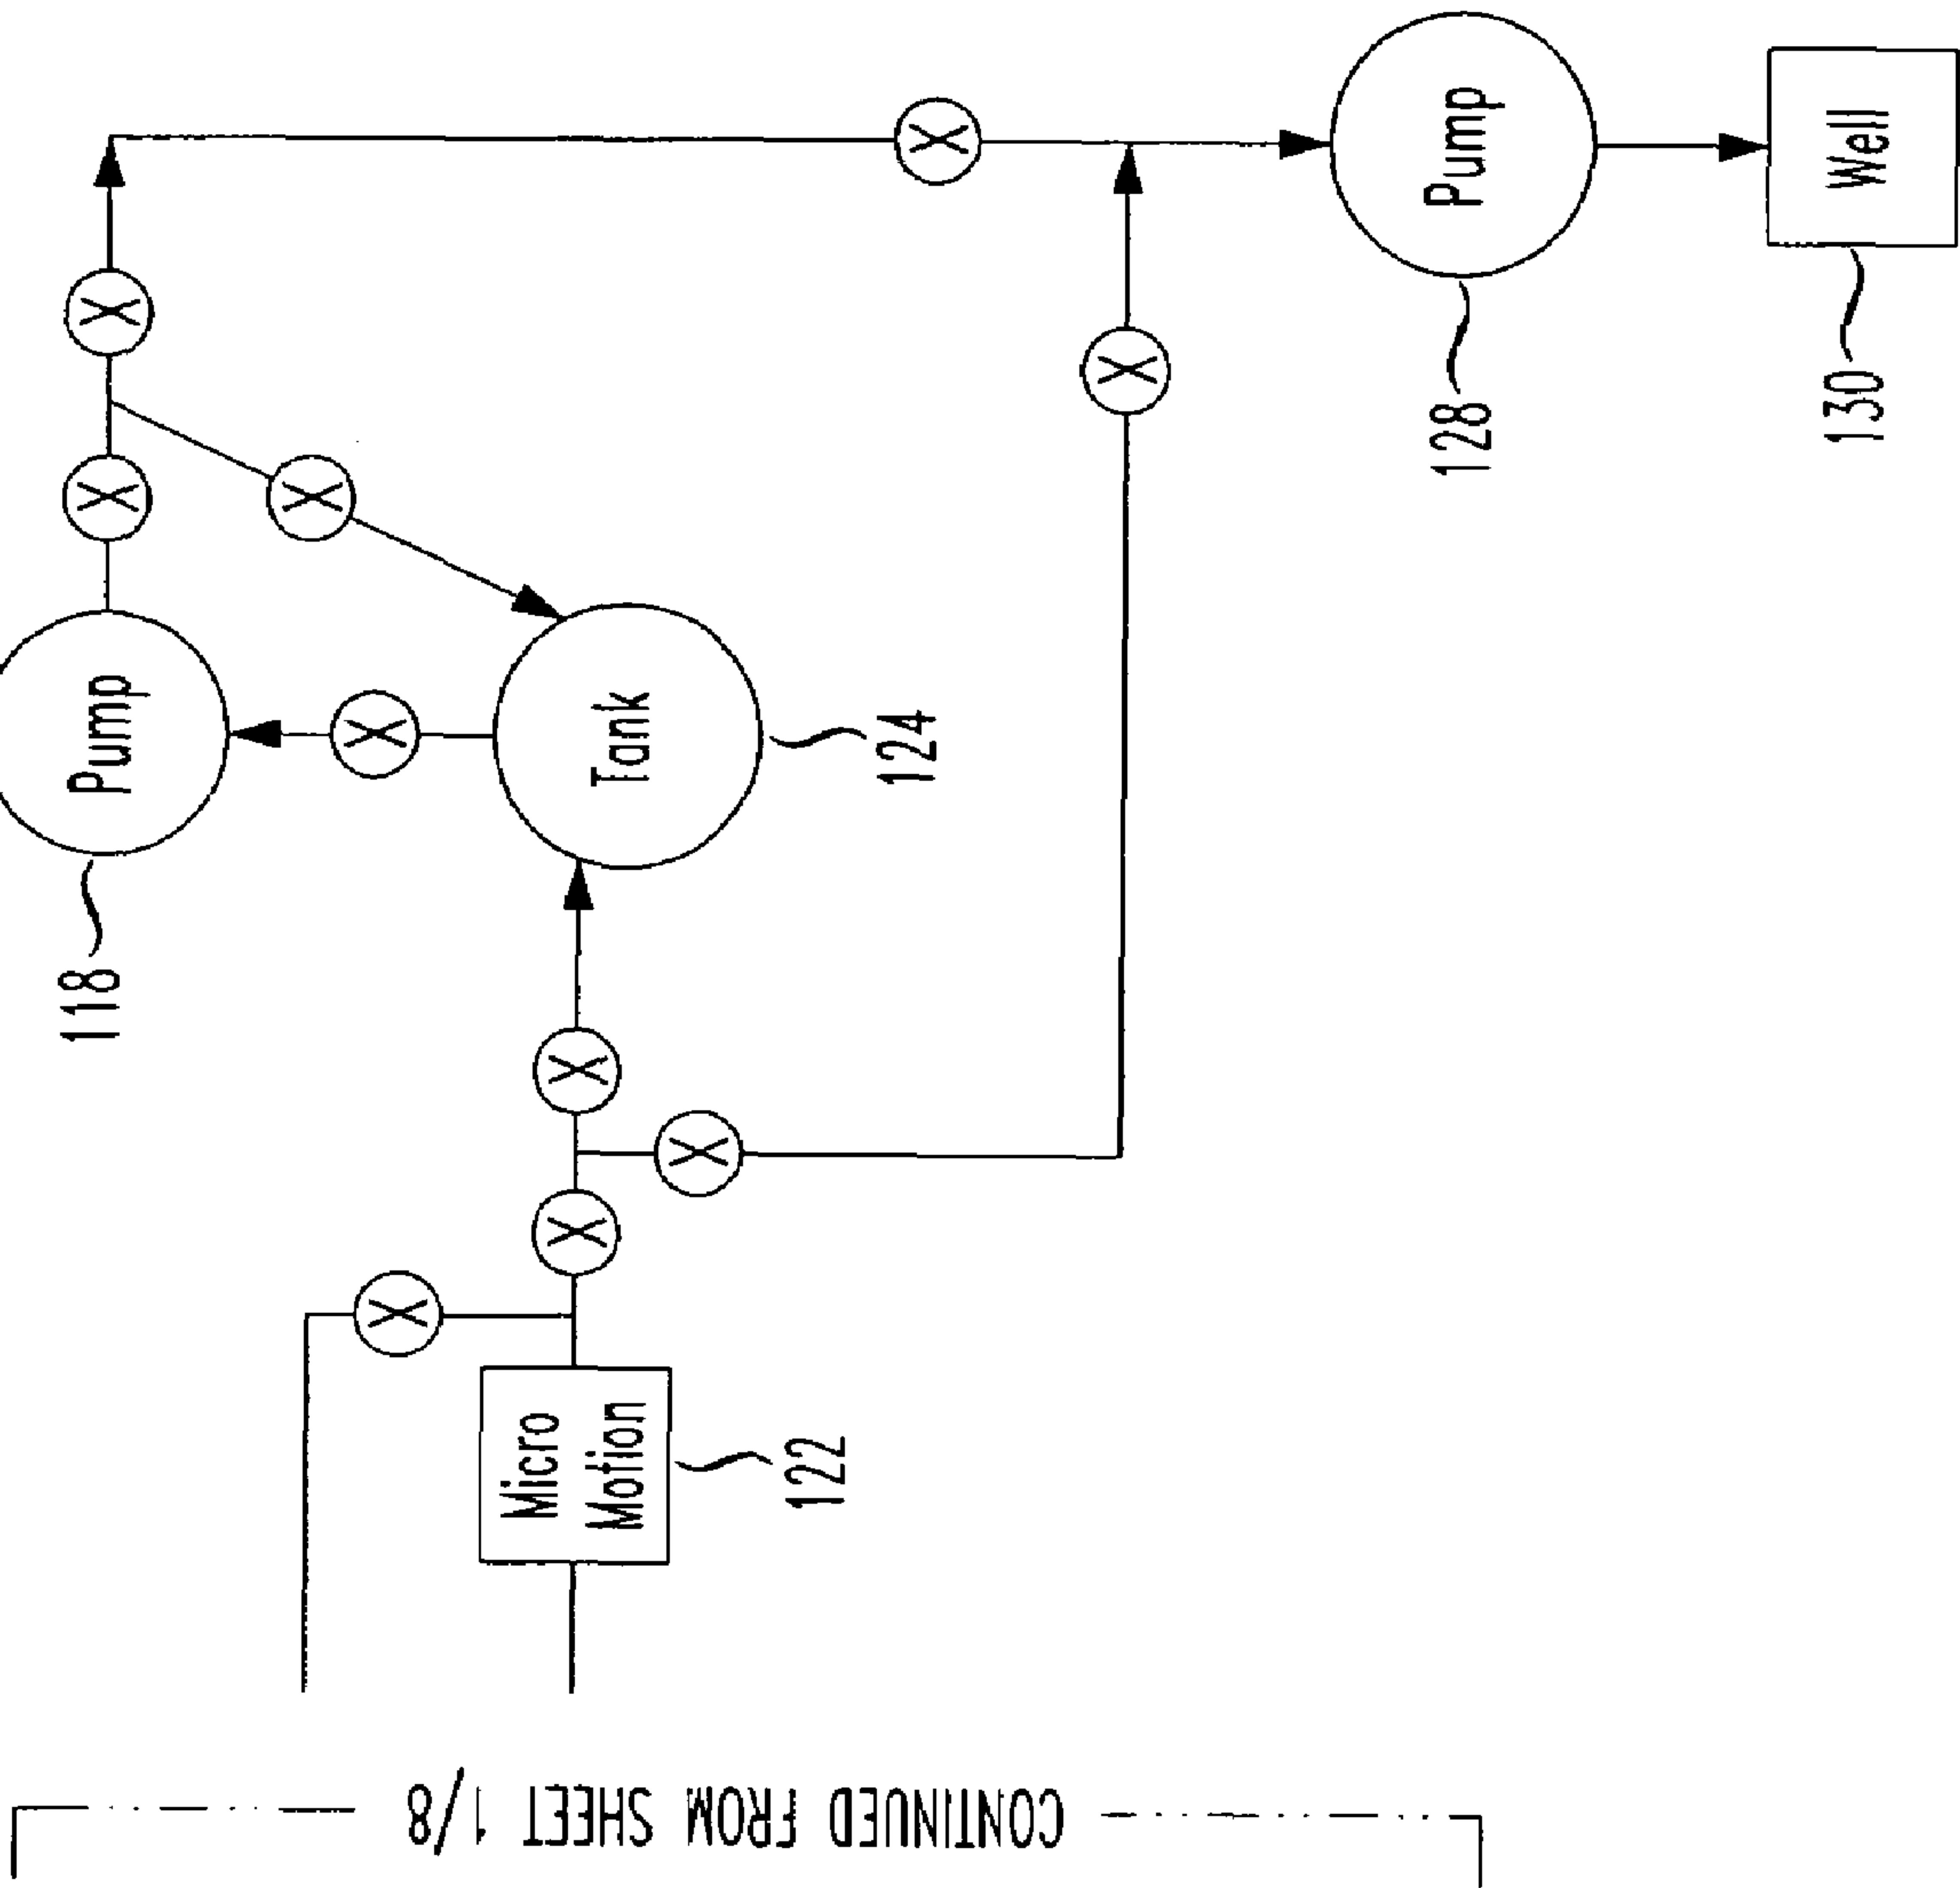 CONTINUED FROM SHEET 1/8
118
Pump
Micro
Motion
122
Tank
124
Pump
128
Well
130
X
X
X
X
X
X
X
X
X
X
X